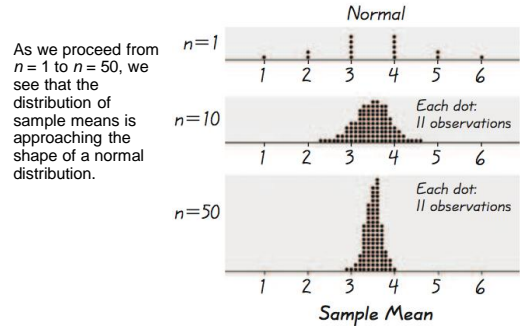 As we proceed from
n = 1 to n = 50, we
see that the
distribution of
sample means is
approaching the
shape of a normal
distribution.
Normal
n=1
1 2 3 4 5 6
n=10
Each dot:
11 observations
1 2 3 4 5 6
n=50
Each dot:
11 observations
1 2 3 4 5 6
Sample Mean